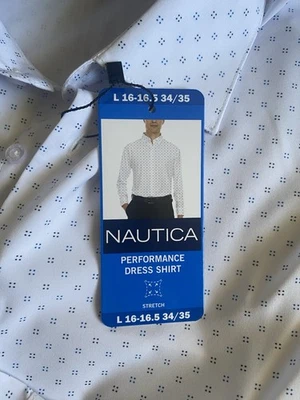 L 16-16.5 34/35
NAUTICA
PERFORMANCE
DRESS SHIRT
STRETCH
L 16-16.5 34/35